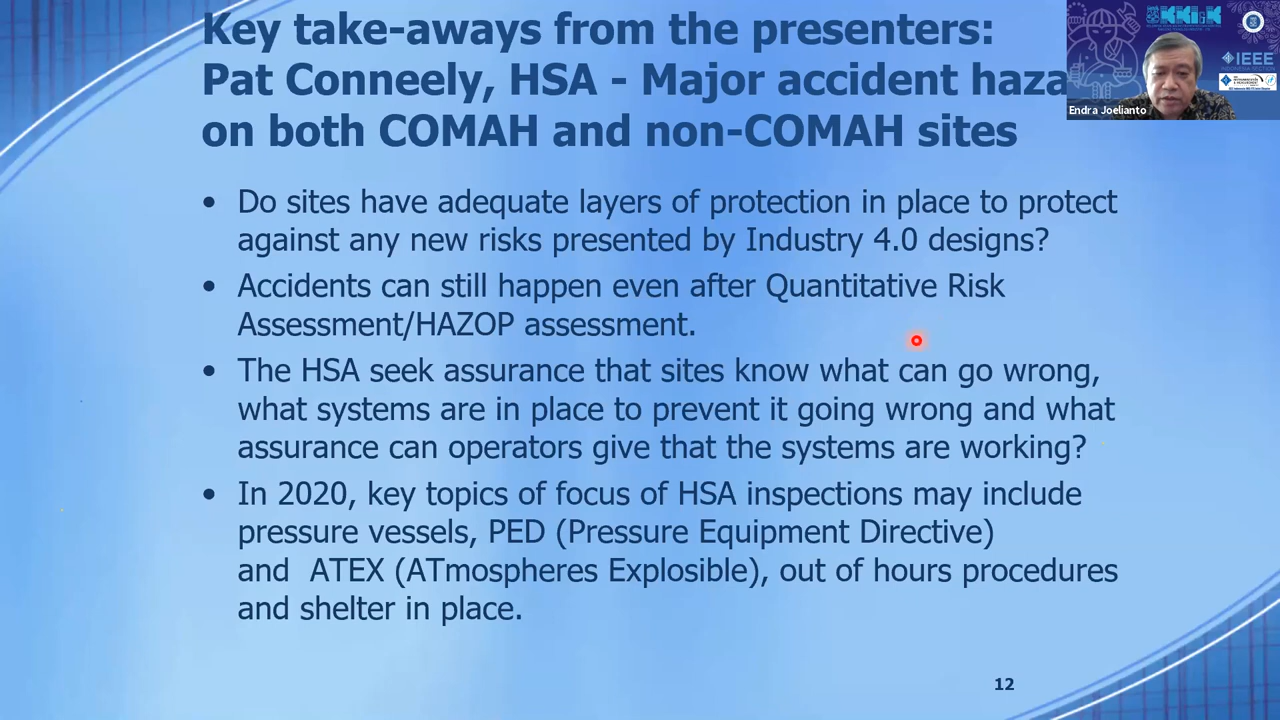 Key take-aways from the presenters:
Pat Conneely, HSA - Major accident haza
on both COMAH and non-COMAH sites
IEEE
Endra Joelianto
• Do sites have adequate layers of protection in place to protect
against any new risks presented by Industry 4.0 designs?
• Accidents can still happen even after Quantitative Risk
Assessment/HAZOP assessment.
• The HSA seek assurance that sites know what can go wrong,
what systems are in place to prevent it going wrong and what
assurance can operators give that the systems are working?
• In 2020, key topics of focus of HSA inspections may include
pressure vessels, PED (Pressure Equipment Directive)
and  ATEX (ATmospheres Explosible), out of hours procedures
and shelter in place.
12